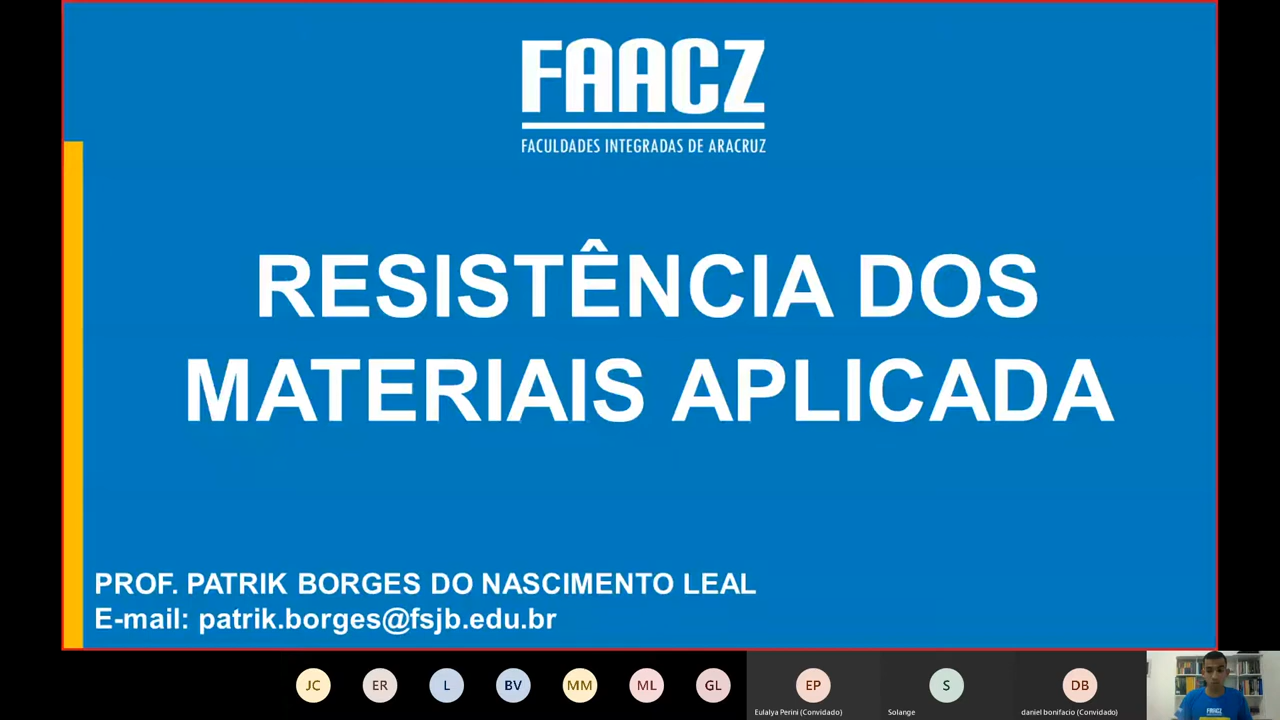 FAACZ
FACULDADES INTEGRADAS DE ARACRUZ
RESISTÊNCIA DOS
MATERIAIS APLICADA
PROF. PATRIK BORGES DO NASCIMENTO LEAL
E-mail: patrik.borges@fsjb.edu.br
JC ER L BV MM ML GL EP S DB
Eulalya Perini (Convidado) Solange daniel bonifacio (Convidado)
FAACZ